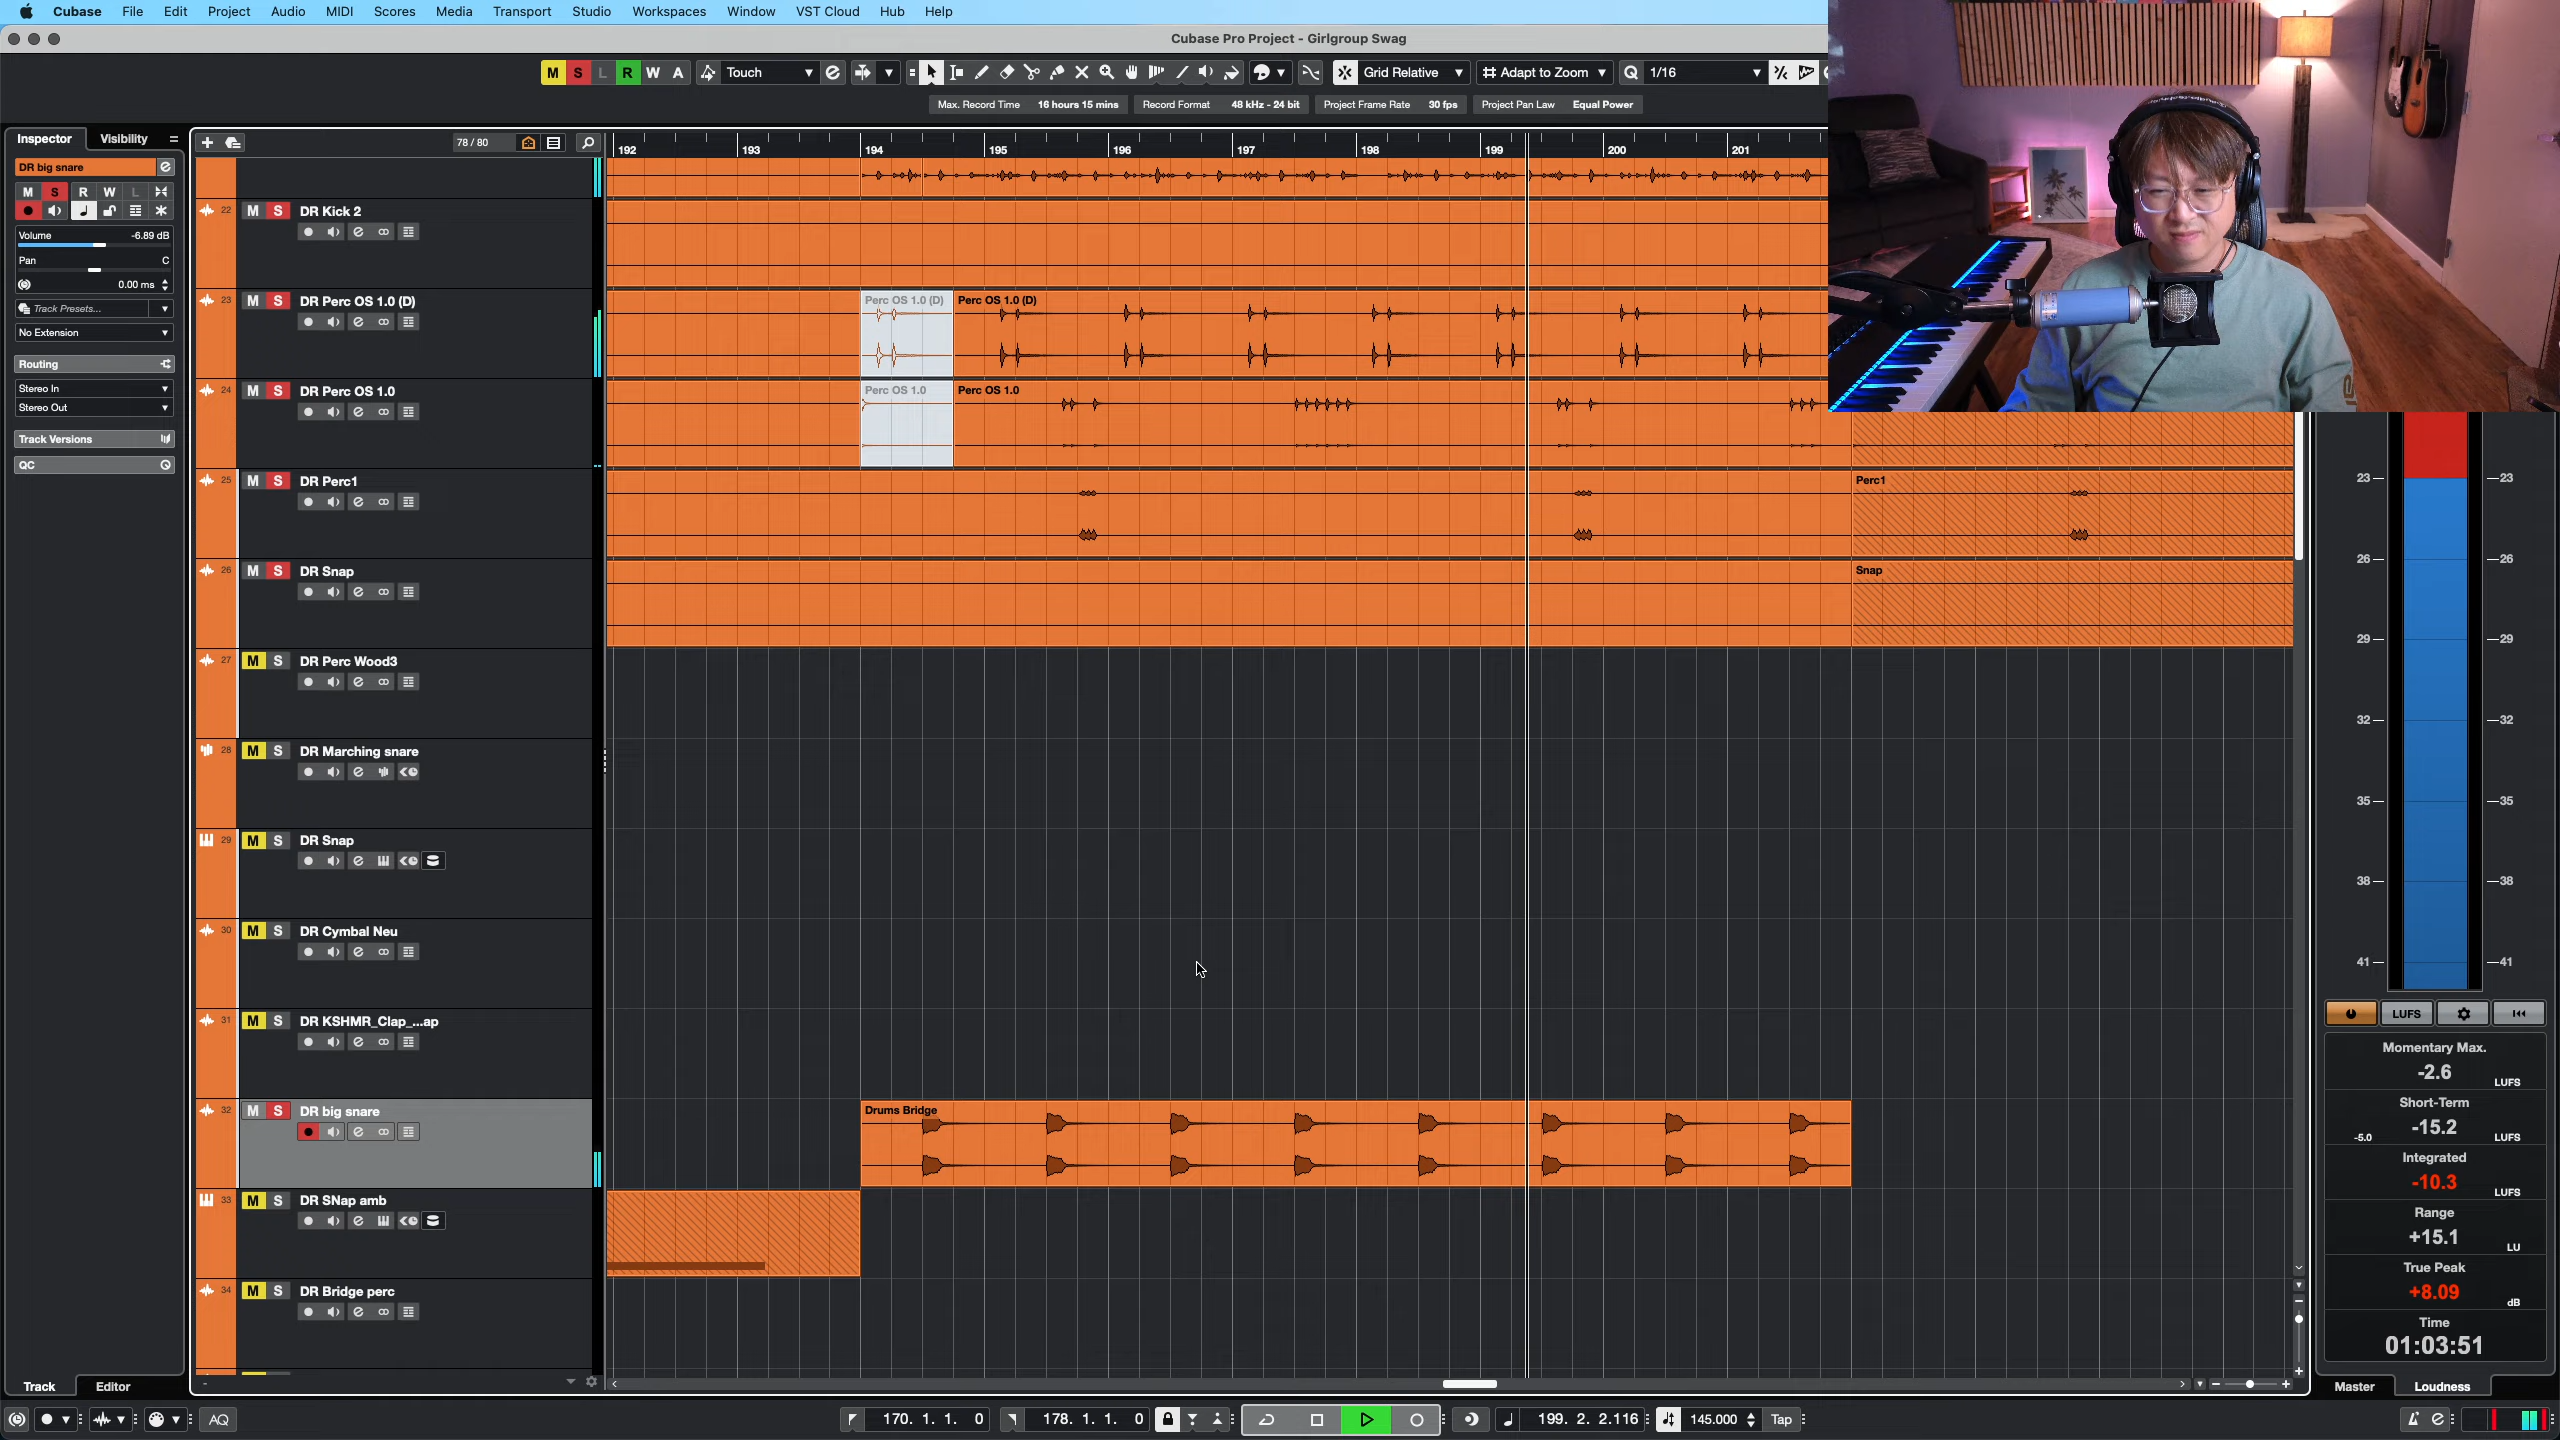 Cubase File Edit Project Audio MIDI Scores Media Transport Studio Workspaces Window VST Cloud Hub Help
Cubase Pro Project - Girlgroup Swag
M S L R W A Touch Grid Relative Adapt to Zoom Q 1/16
Max. Record Time 16 hours 15 mins Record Format 48 kHz - 24 bit Project Frame Rate 30 fps Project Pan Law Equal Power
Inspector Visibility
78 / 80
192 193 194 195 196 197 198 199 200 201
DR big snare
M S R W L
Volume -6.89 dB
Pan C
0.00 ms
Track Presets...
No Extension
Routing
Stereo In
Stereo Out
Track Versions
QC
22 M S DR Kick 2
23 M S DR Perc OS 1.0 (D)
Perc OS 1.0 (D) Perc OS 1.0 (D)
24 M S DR Perc OS 1.0
Perc OS 1.0 Perc OS 1.0
25 M S DR Perc1
Perc1
26 M S DR Snap
Snap
27 M S DR Perc Wood3
28 M S DR Marching snare
29 M S DR Snap
30 M S DR Cymbal Neu
31 M S DR KSHMR_Clap_...ap
32 M S DR big snare
Drums Bridge
33 M S DR SNap amb
34 M S DR Bridge perc
23 23
26 26
29 29
32 32
35 35
38 38
41 41
LUFS
Momentary Max.
-2.6 LUFS
Short-Term
-5.0 -15.2 LUFS
Integrated
-10.3 LUFS
Range
+15.1 LU
True Peak
+8.09 dB
Time
01:03:51
Track Editor
Master Loudness
AQ 170. 1. 1. 0 178. 1. 1. 0 199. 2. 2.116 145.000 Tap